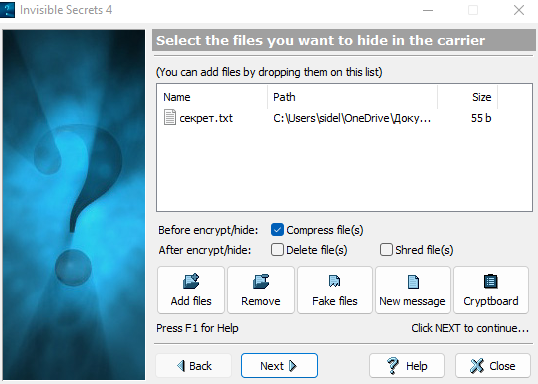 Invisible Secrets 4
Select the files you want to hide in the carrier
(You can add files by dropping them on this list)
Name Path Size
секрет.txt C:\Users\sidel\OneDrive\Доку... 55 b
Before encrypt/hide: Compress file(s)
After encrypt/hide: Delete file(s) Shred file(s)
Add files Remove Fake files New message Cryptboard
Press F1 for Help Click NEXT to continue...
Back Next Help Close